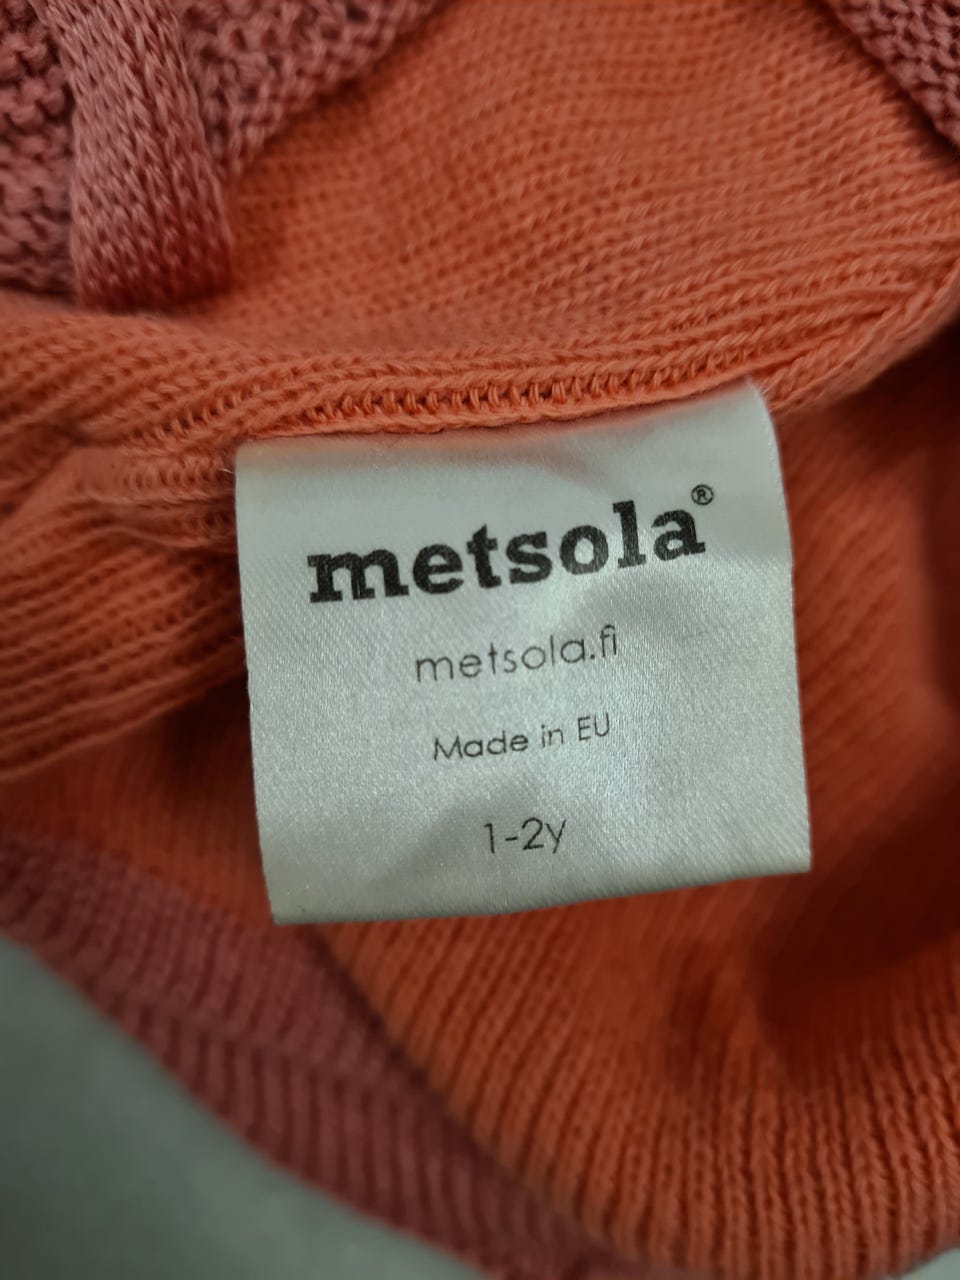 metsola®
metsola.fi
Made in EU
1-2y